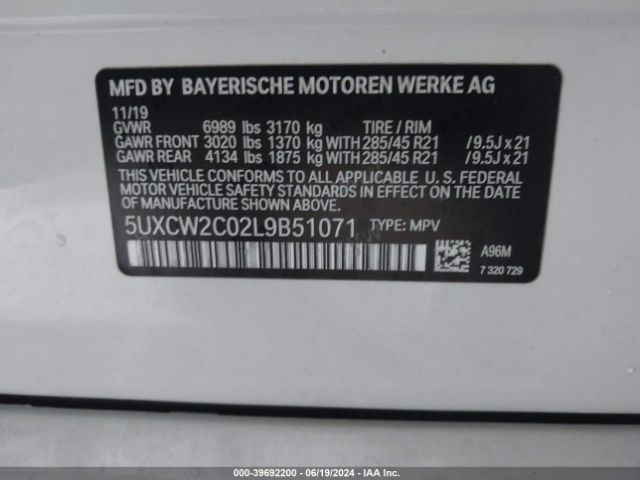 MFD BY BAYERISCHE MOTOREN WERKE AG
11/19
GVWR 6989 lbs 3170 kg TIRE / RIM
GAWR FRONT 3020 lbs 1370 kg WITH 285/45 R21 / 9.5J x 21
GAWR REAR 4134 lbs 1875 kg WITH 285/45 R21 / 9.5J x 21
THIS VEHICLE CONFORMS TO ALL APPLICABLE U. S. FEDERAL
MOTOR VEHICLE SAFETY STANDARDS IN EFFECT ON THE
DATE OF MANUFACTURE SHOWN ABOVE.
5UXCW2C02L9B51071 TYPE: MPV
A96M
7 320 729
000-39692200 - 06/19/2024 - IAA Inc.